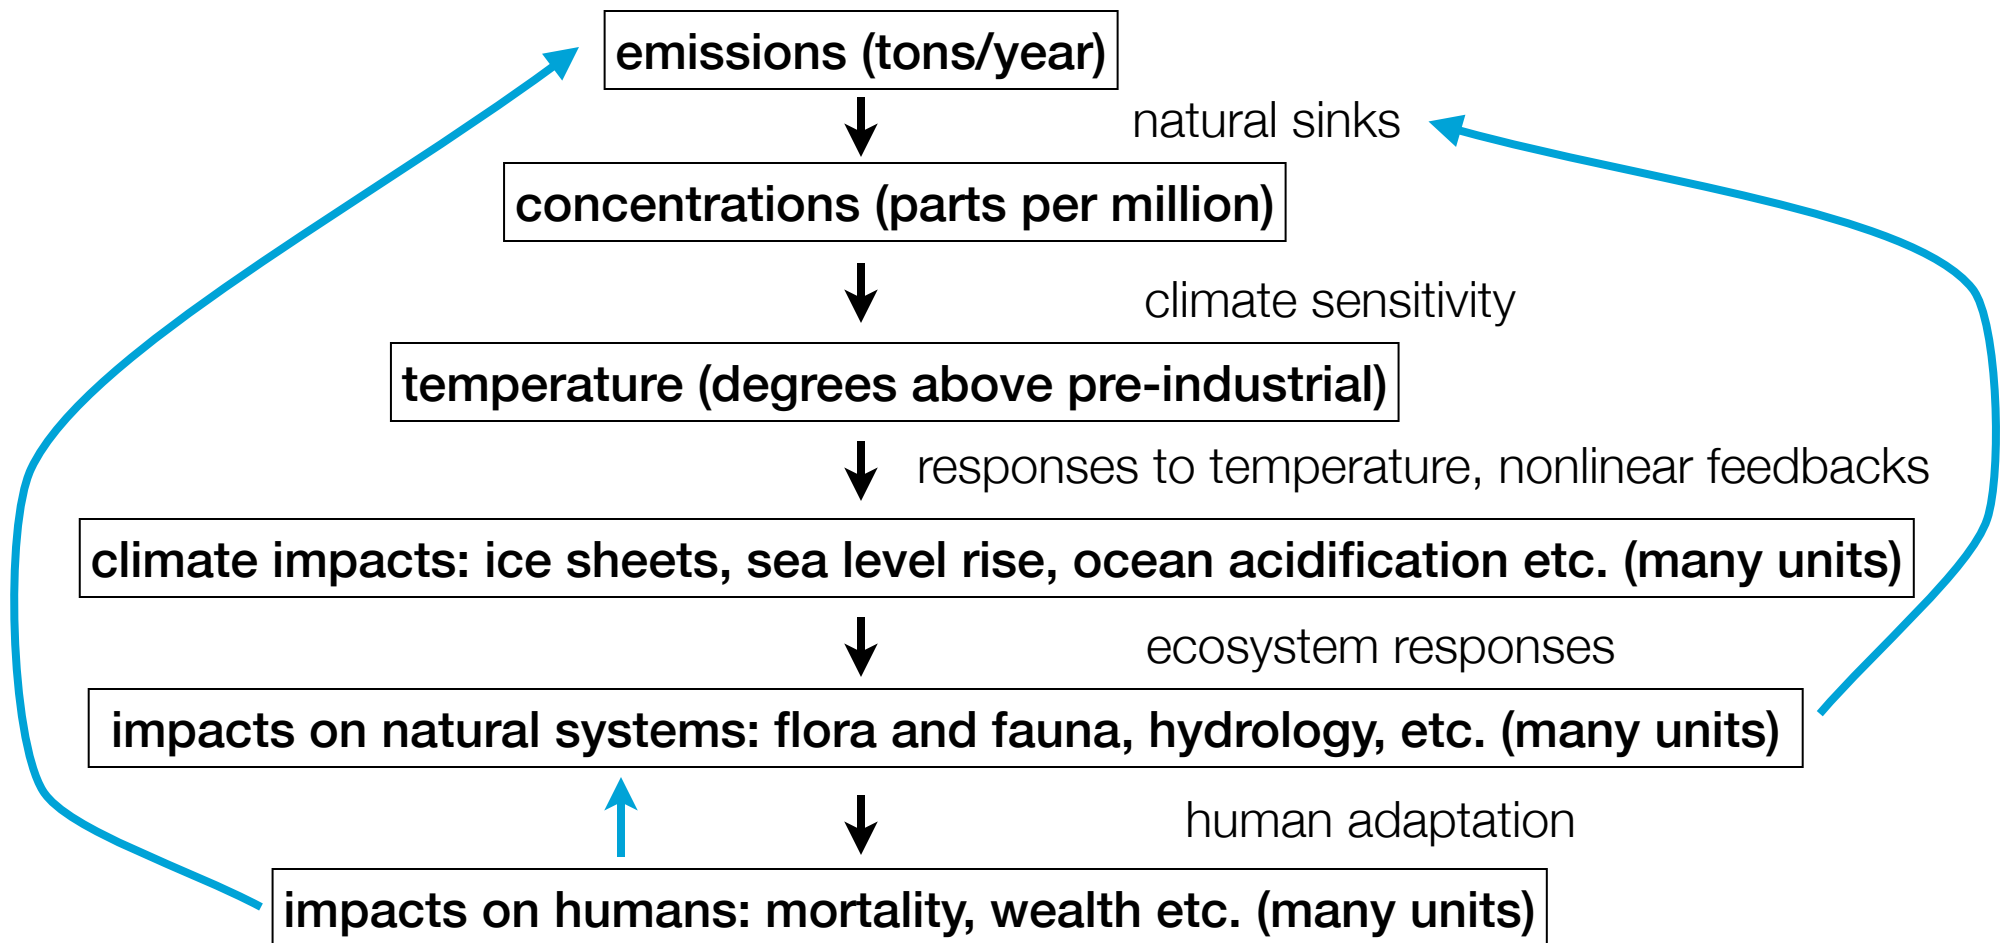 emissions (tons/year)
natural sinks
concentrations (parts per million)
climate sensitivity
temperature (degrees above pre-industrial)
responses to temperature, nonlinear feedbacks
climate impacts: ice sheets, sea level rise, ocean acidification etc. (many units)
ecosystem responses
impacts on natural systems: flora and fauna, hydrology, etc. (many units)
human adaptation
impacts on humans: mortality, wealth etc. (many units)